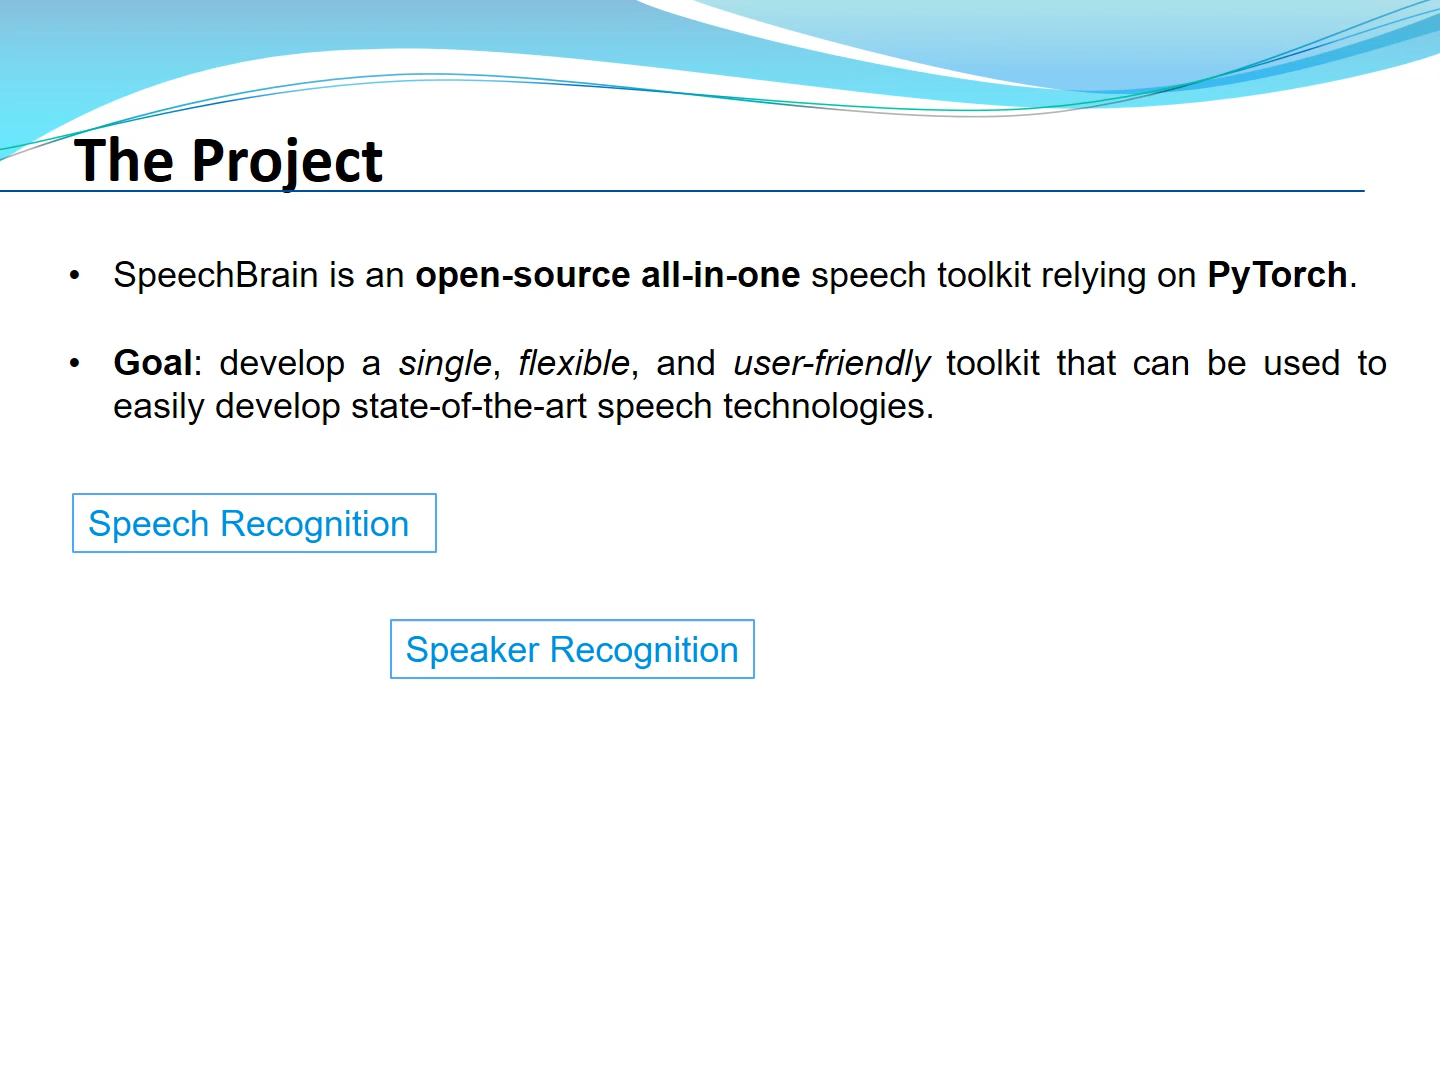 The Project
• SpeechBrain is an open-source all-in-one speech toolkit relying on PyTorch.
• Goal: develop a single, flexible, and user-friendly toolkit that can be used to
easily develop state-of-the-art speech technologies.
Speech Recognition
Speaker Recognition